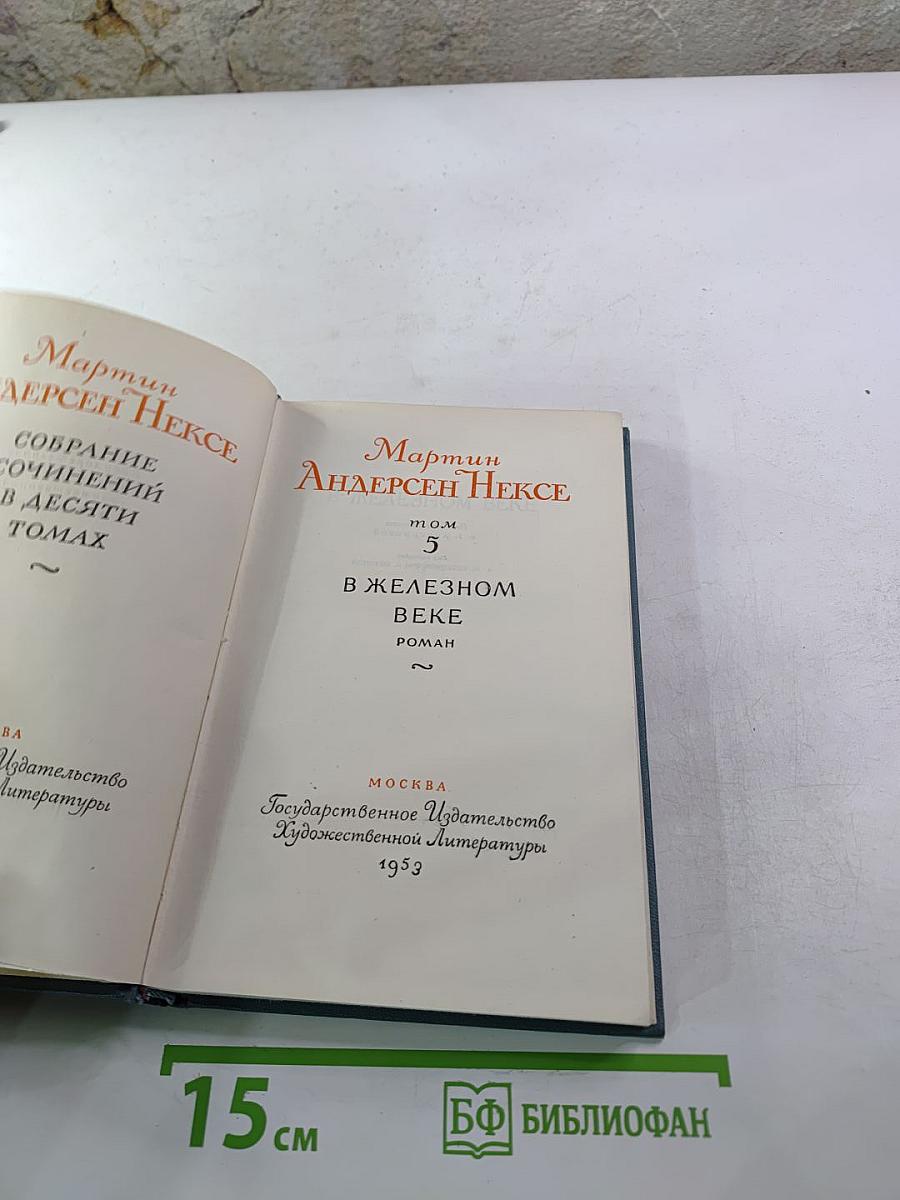 Мартин
НДЕРСЕН НЕКСЕ
СОБРАНИЕ
СОЧИНЕНИЙ
В ДЕСЯТИ
ТОМАХ
~
ВА
Издательство
Литературы
Мартин
АНДЕРСЕН НЕКСЕ
том
5
В ЖЕЛЕЗНОМ
ВЕКЕ
РОМАН
~
МОСКВА
Государственное Издательство
Художественной Литературы
1953
15 см
БФ БИБЛИОФАН